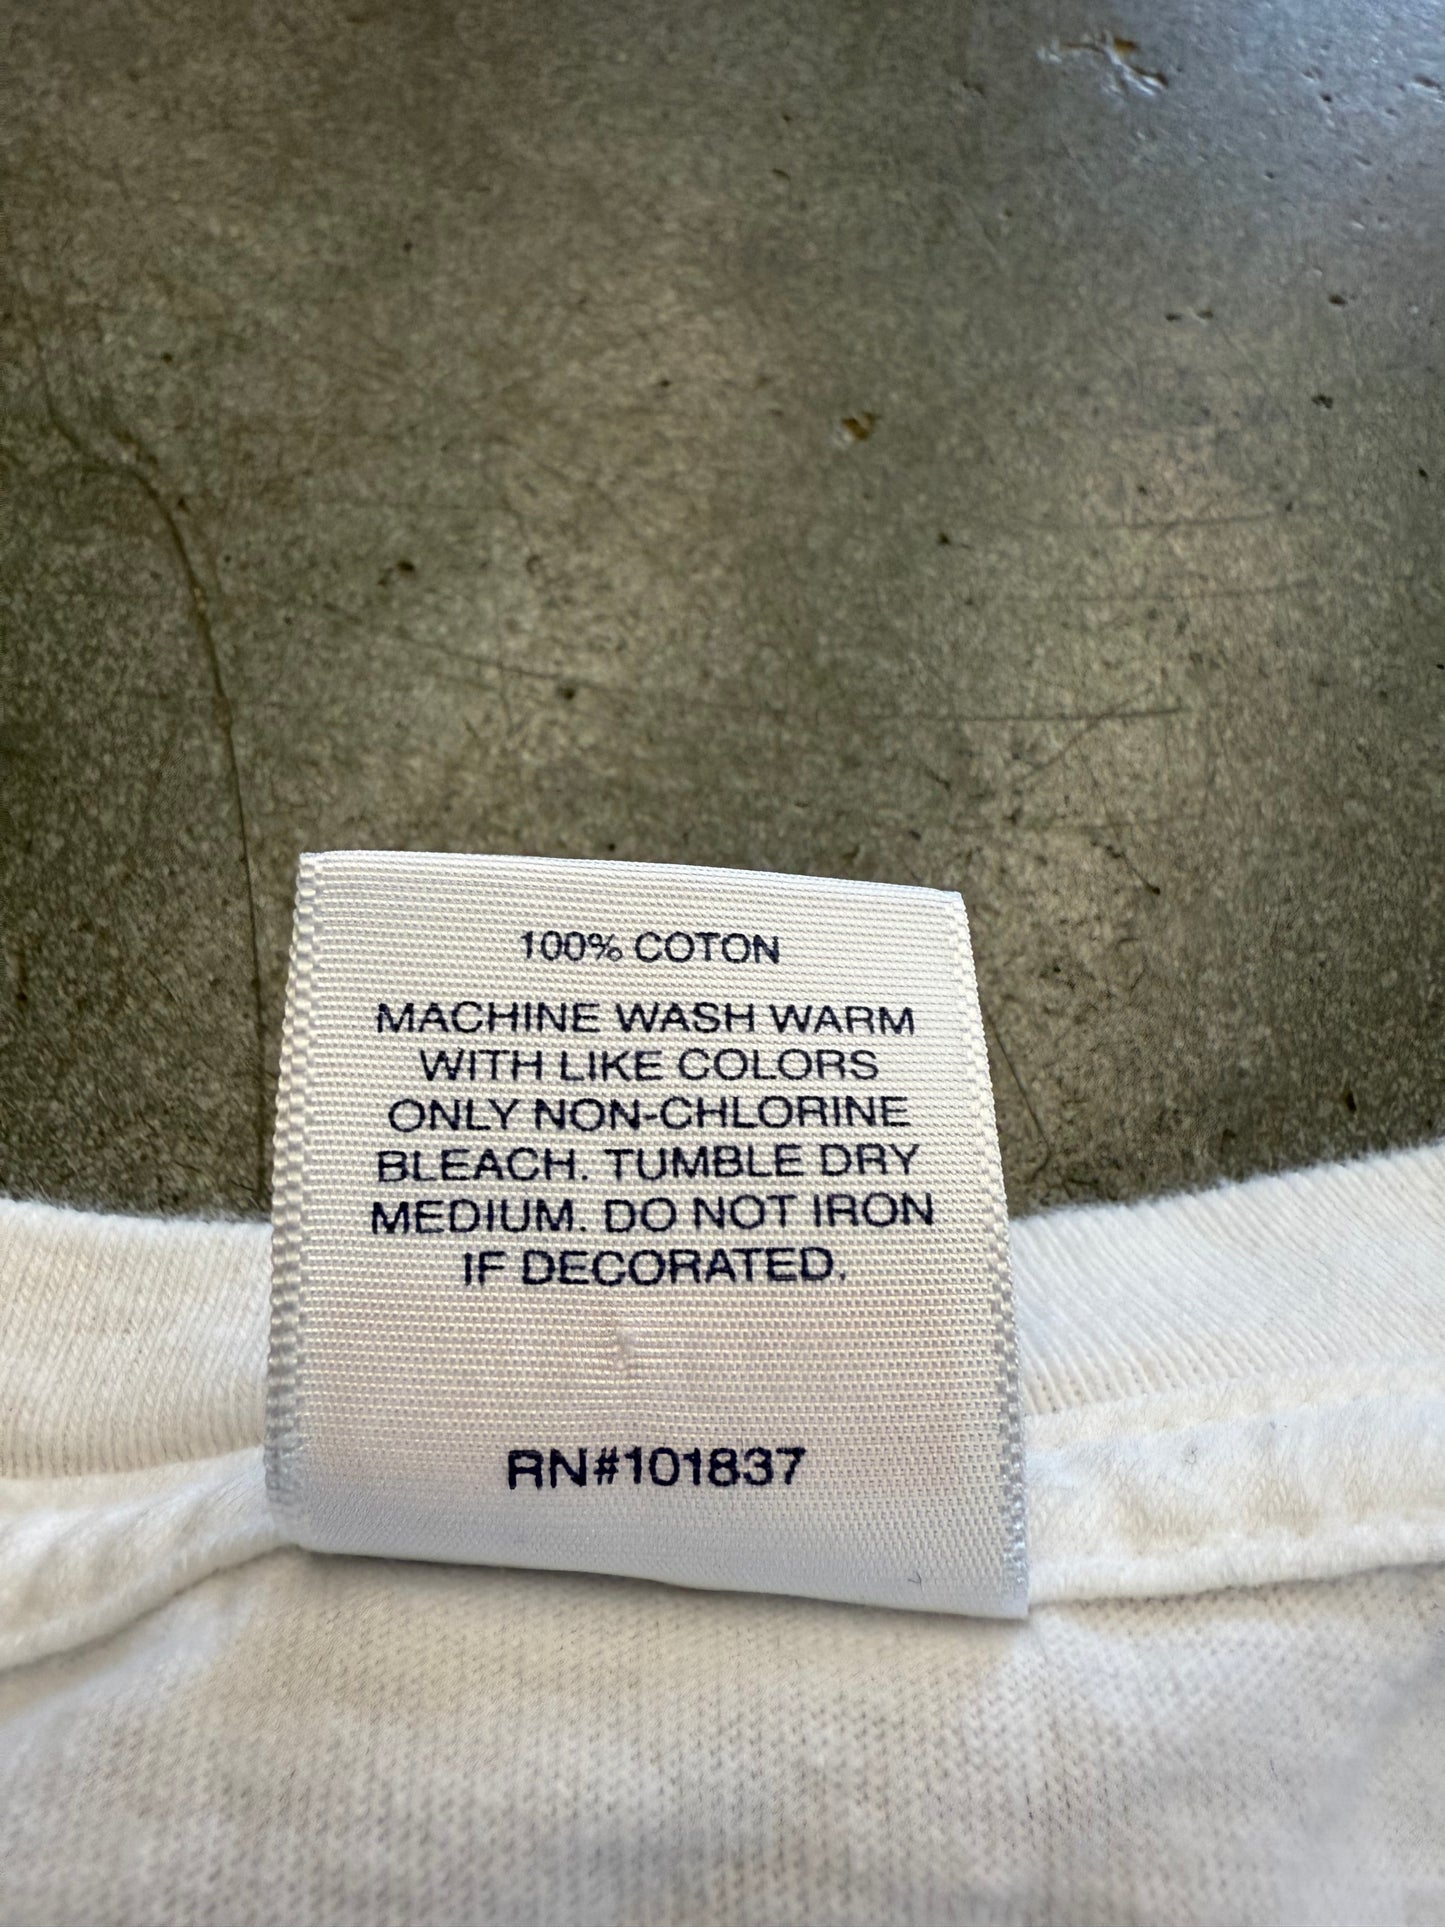 100% COTON
MACHINE WASH WARM
WITH LIKE COLORS
ONLY NON-CHLORINE
BLEACH. TUMBLE DRY
MEDIUM. DO NOT IRON
IF DECORATED.
RN#101837